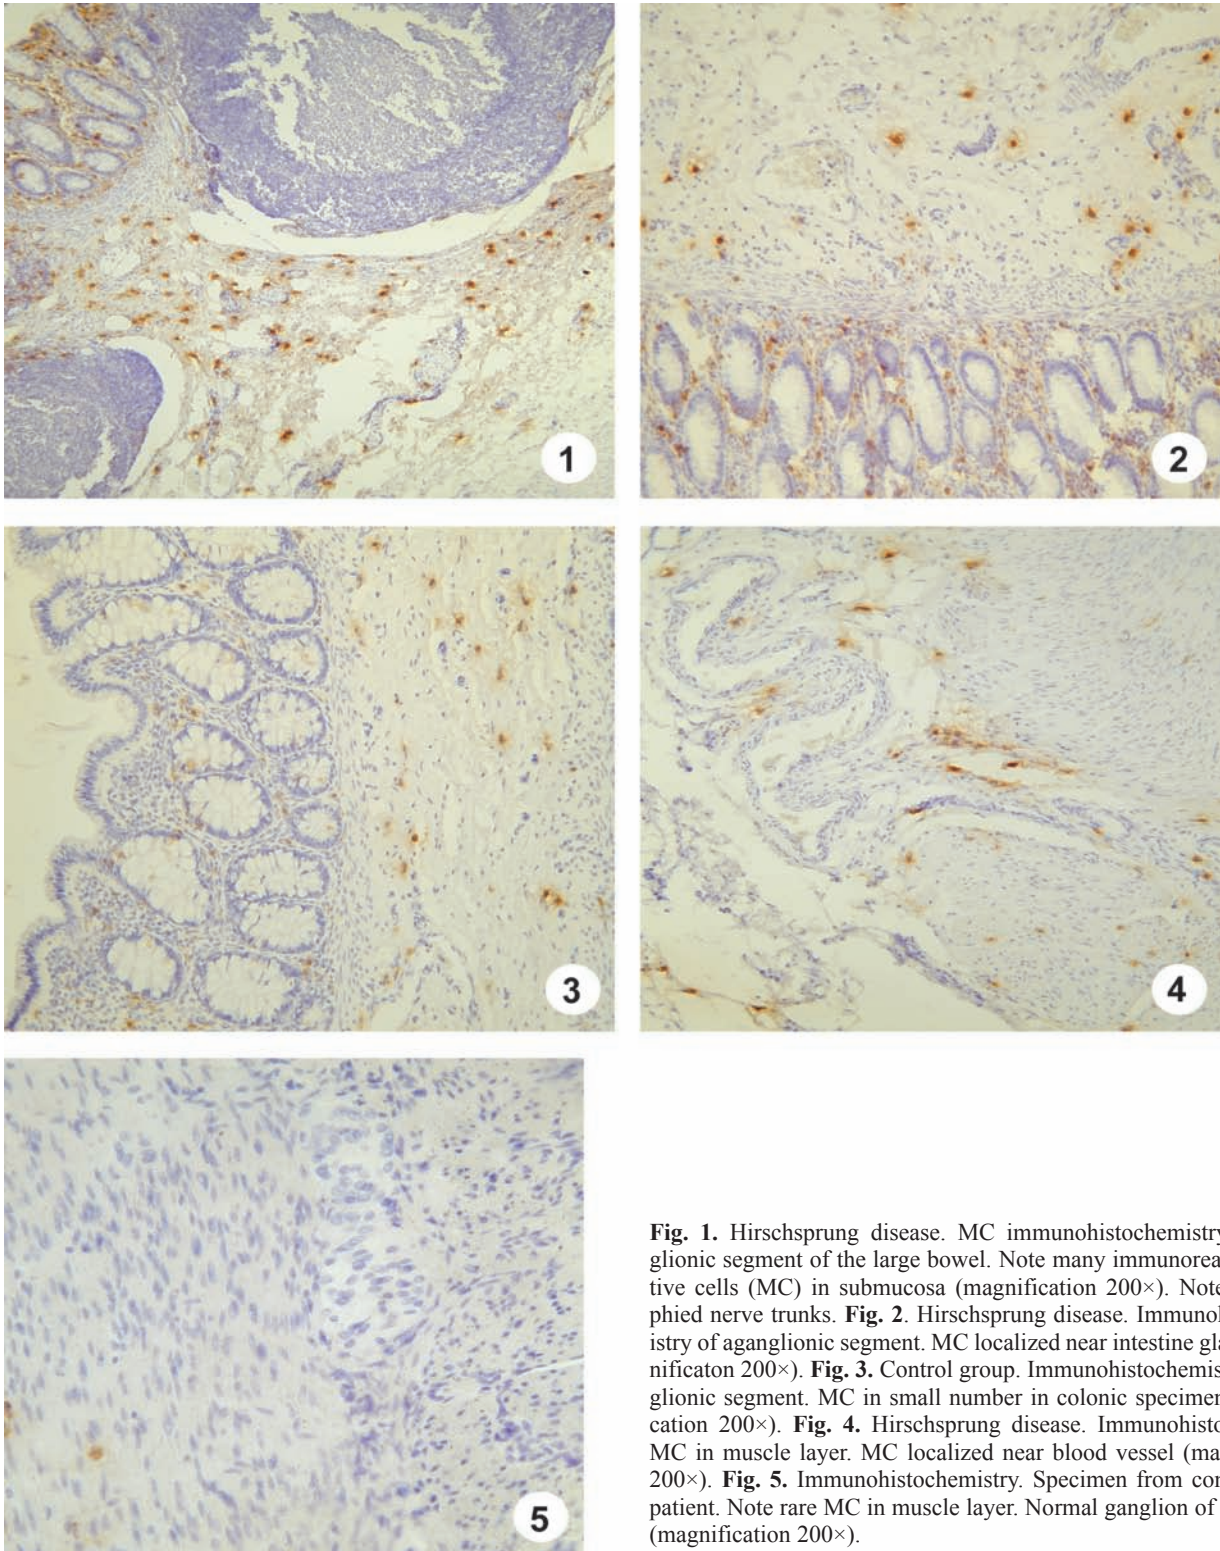 1
2
3
4
5
Fig. 1. Hirschsprung disease. MC immunohistochemistry
glionic segment of the large bowel. Note many immunorea-
tive cells (MC) in submucosa (magnification 200×). Note
phied nerve trunks. Fig. 2. Hirschsprung disease. Immunol
istry of aganglionic segment. MC localized near intestine gla
nificaton 200×). Fig. 3. Control group. Immunohistochemis
glionic segment. MC in small number in colonic specimen
cation 200×). Fig. 4. Hirschsprung disease. Immunohisto
MC in muscle layer. MC localized near blood vessel (ma
200×). Fig. 5. Immunohistochemistry. Specimen from con
patient. Note rare MC in muscle layer. Normal ganglion of
(magnification 200×).